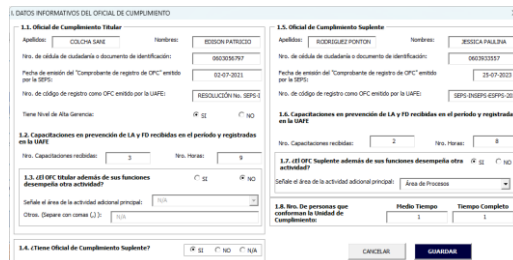 I. DATOS INFORMATIVOS DEL OFICIAL DE CUMPLIMIENTO
1.1. Oficial de Cumplimiento Titular
Apellidos: COLCHA SANI Nombres: EDISON PATRICIO
Nro. de cédula de ciudadanía o documento de identificación: 0603056797
Fecha de emisión del "Comprobante de registro de OFC" emitido por la SEPS: 02-07-2021
Nro. de código de registro como OFC emitido por la UAFE: RESOLUCIÓN No. SEPS-I
Tiene Nivel de Alta Gerencia: SI NO
1.2. Capacitaciones en prevención de LA y FD recibidas en el período y registradas
en la UAFE
Nro. Capacitaciones recibidas: 3 Nro. Horas: 9
1.3. ¿El OFC titular además de sus funciones SI NO
desempeña otra actividad?
Señale el área de la actividad adicional principal: N/A
Otros. (Separe con comas (,) ): N/A
1.4. ¿Tiene Oficial de Cumplimiento Suplente? SI NO N/A
1.5. Oficial de Cumplimiento Suplente
Apellidos: RODRIGUEZ PONTON Nombres: JESSICA PAULINA
Nro. de cédula de ciudadanía o documento de identificación: 0603933557
Fecha de emisión del "Comprobante de registro de OFC" emitido por la SEPS: 25-07-2023
Nro. de código de registro como OFC emitido por la UAFE: SEPS-INSEPS-ESFPS-20
1.6. Capacitaciones en prevención de LA y FD recibidas en el período y registradas
en la UAFE
Nro. Capacitaciones recibidas: 2 Nro. Horas: 8
1.7. ¿El OFC Suplente además de sus funciones desempeña otra SI NO
actividad?
Señale el área de la actividad adicional principal: Área de Procesos
1.8. Nro. De personas que Medio Tiempo Tiempo Completo
conforman la Unidad de 1 1
Cumplimiento:
CANCELAR GUARDAR